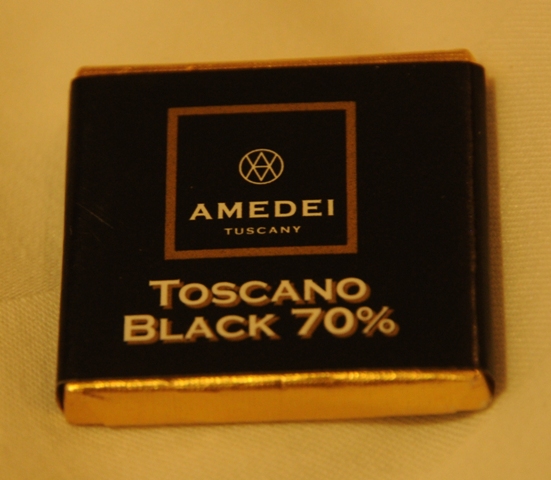 AMEDEI
TUSCANY
TOSCANO
BLACK 70%